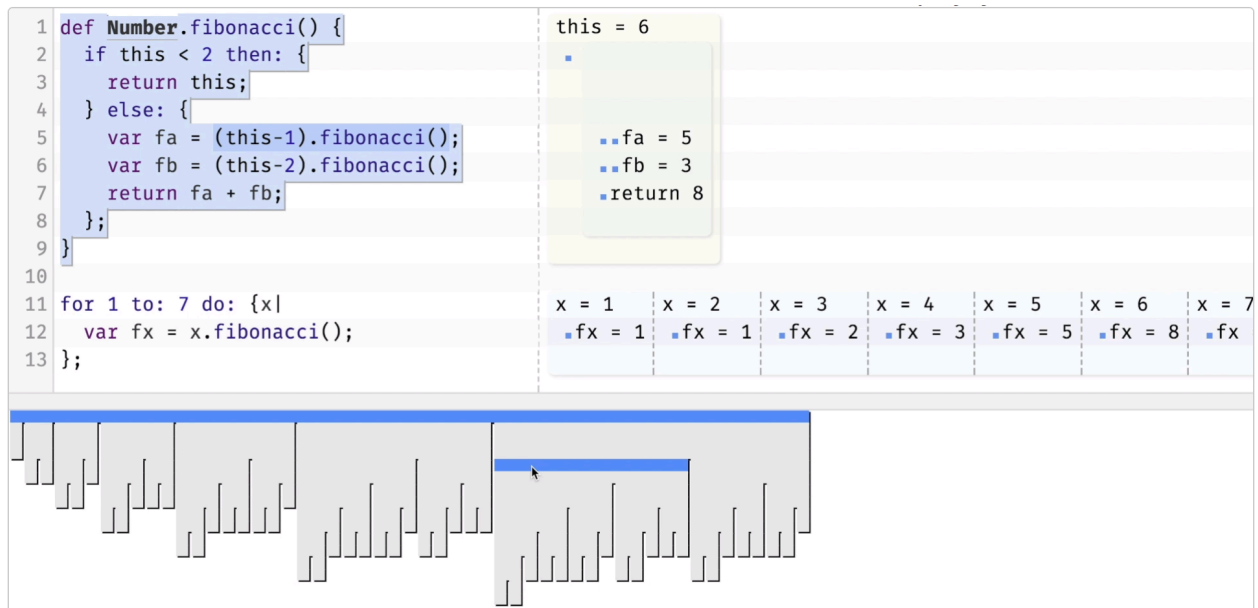 1 def Number.fibonacci() { this = 6
2 if this < 2 then: {
3 return this;
4 } else: {
5 var fa = (this-1).fibonacci(); fa = 5
6 var fb = (this-2).fibonacci(); fb = 3
7 return fa + fb; return 8
8 };
9 }
10
11 for 1 to: 7 do: {x| x = 1 x = 2 x = 3 x = 4 x = 5 x = 6 x = 7
12 var fx = x.fibonacci(); fx = 1 fx = 1 fx = 2 fx = 3 fx = 5 fx = 8 fx
13 };